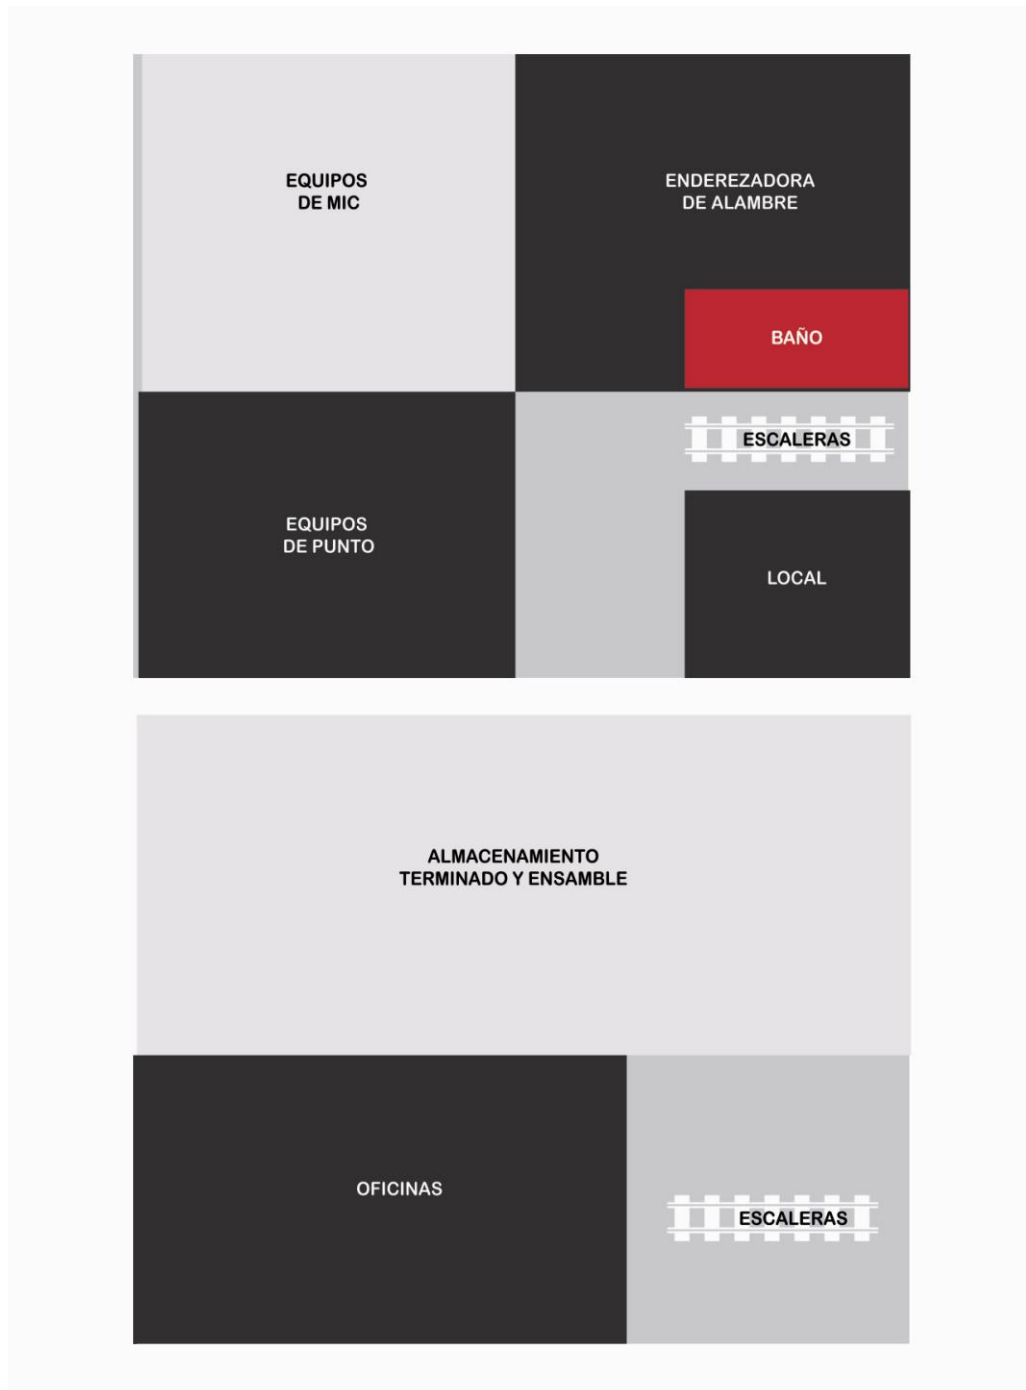 EQUIPOS
DE MIC
ENDEREZADORA
DE ALAMBRE
BAÑO
ESCALERAS
EQUIPOS
DE PUNTO
LOCAL
ALMACENAMIENTO
TERMINADO Y ENSAMBLE
OFICINAS
ESCALERAS